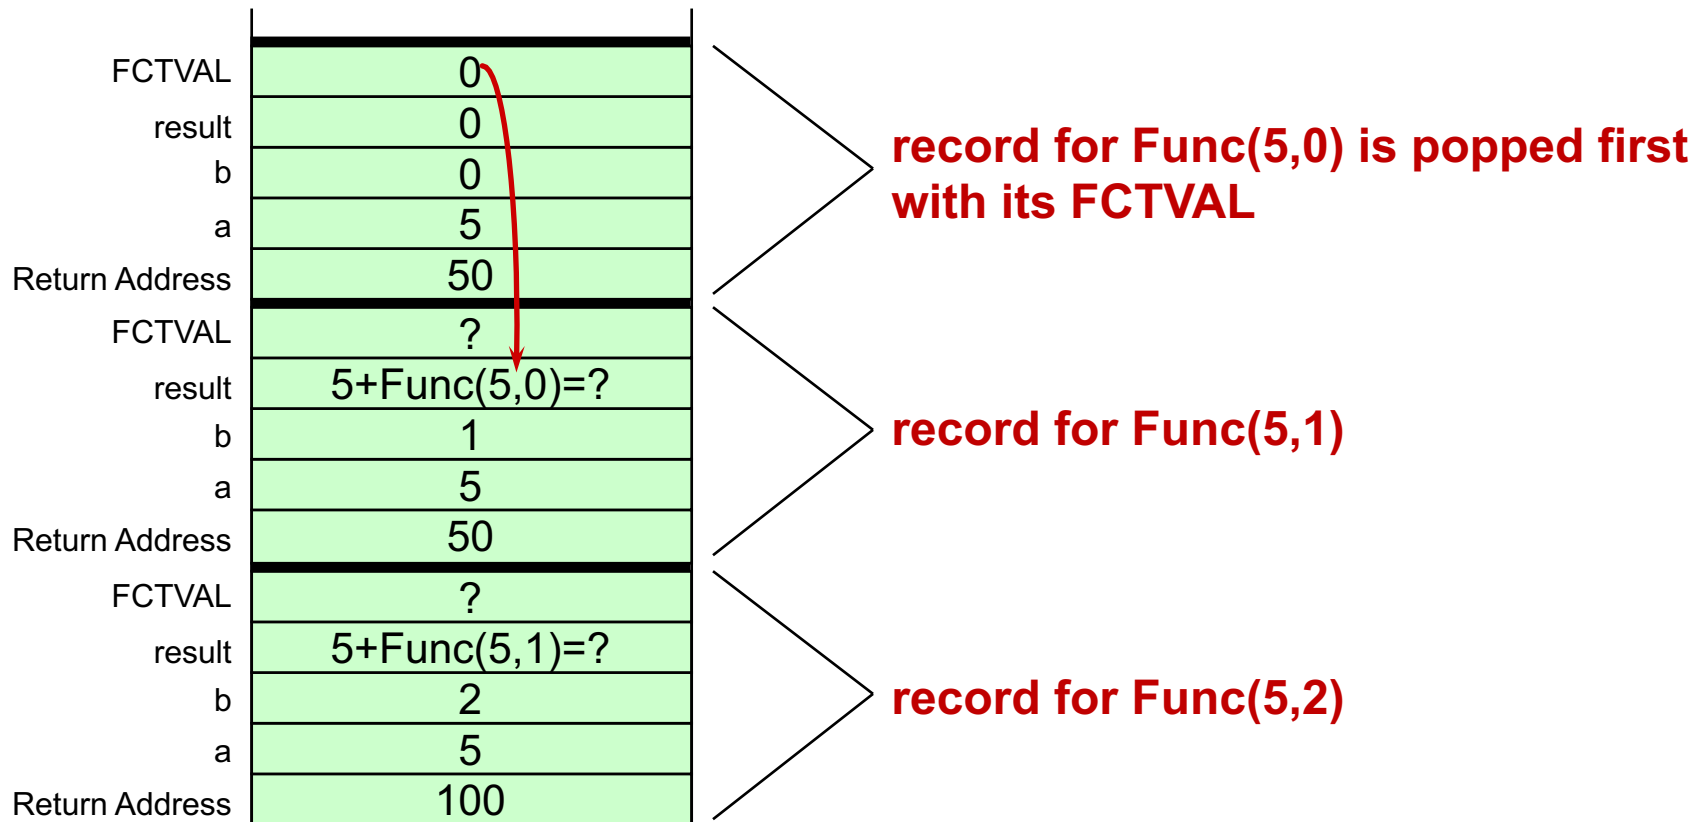 FCTVAL 0
result 0
b 0
a 5
Return Address 50
record for Func(5,0) is popped first
with its FCTVAL
FCTVAL ?
result 5+Func(5,0)=?
b 1
a 5
Return Address 50
record for Func(5,1)
FCTVAL ?
result 5+Func(5,1)=?
b 2
a 5
Return Address 100
record for Func(5,2)